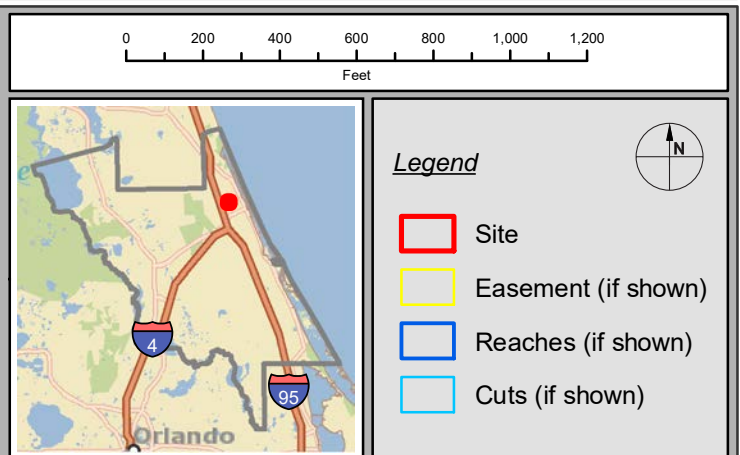 0 200 400 600 800 1,000 1,200
Feet
4
95
Orlando
Legend
N
Site
Easement (if shown)
Reaches (if shown)
Cuts (if shown)